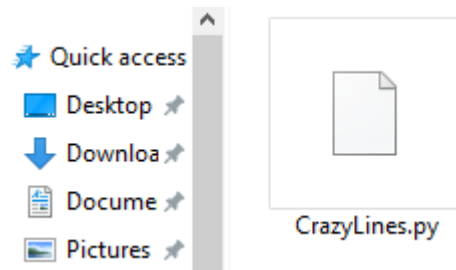 Quick access
Desktop
Downloa
Docume
Pictures
CrazyLines.py